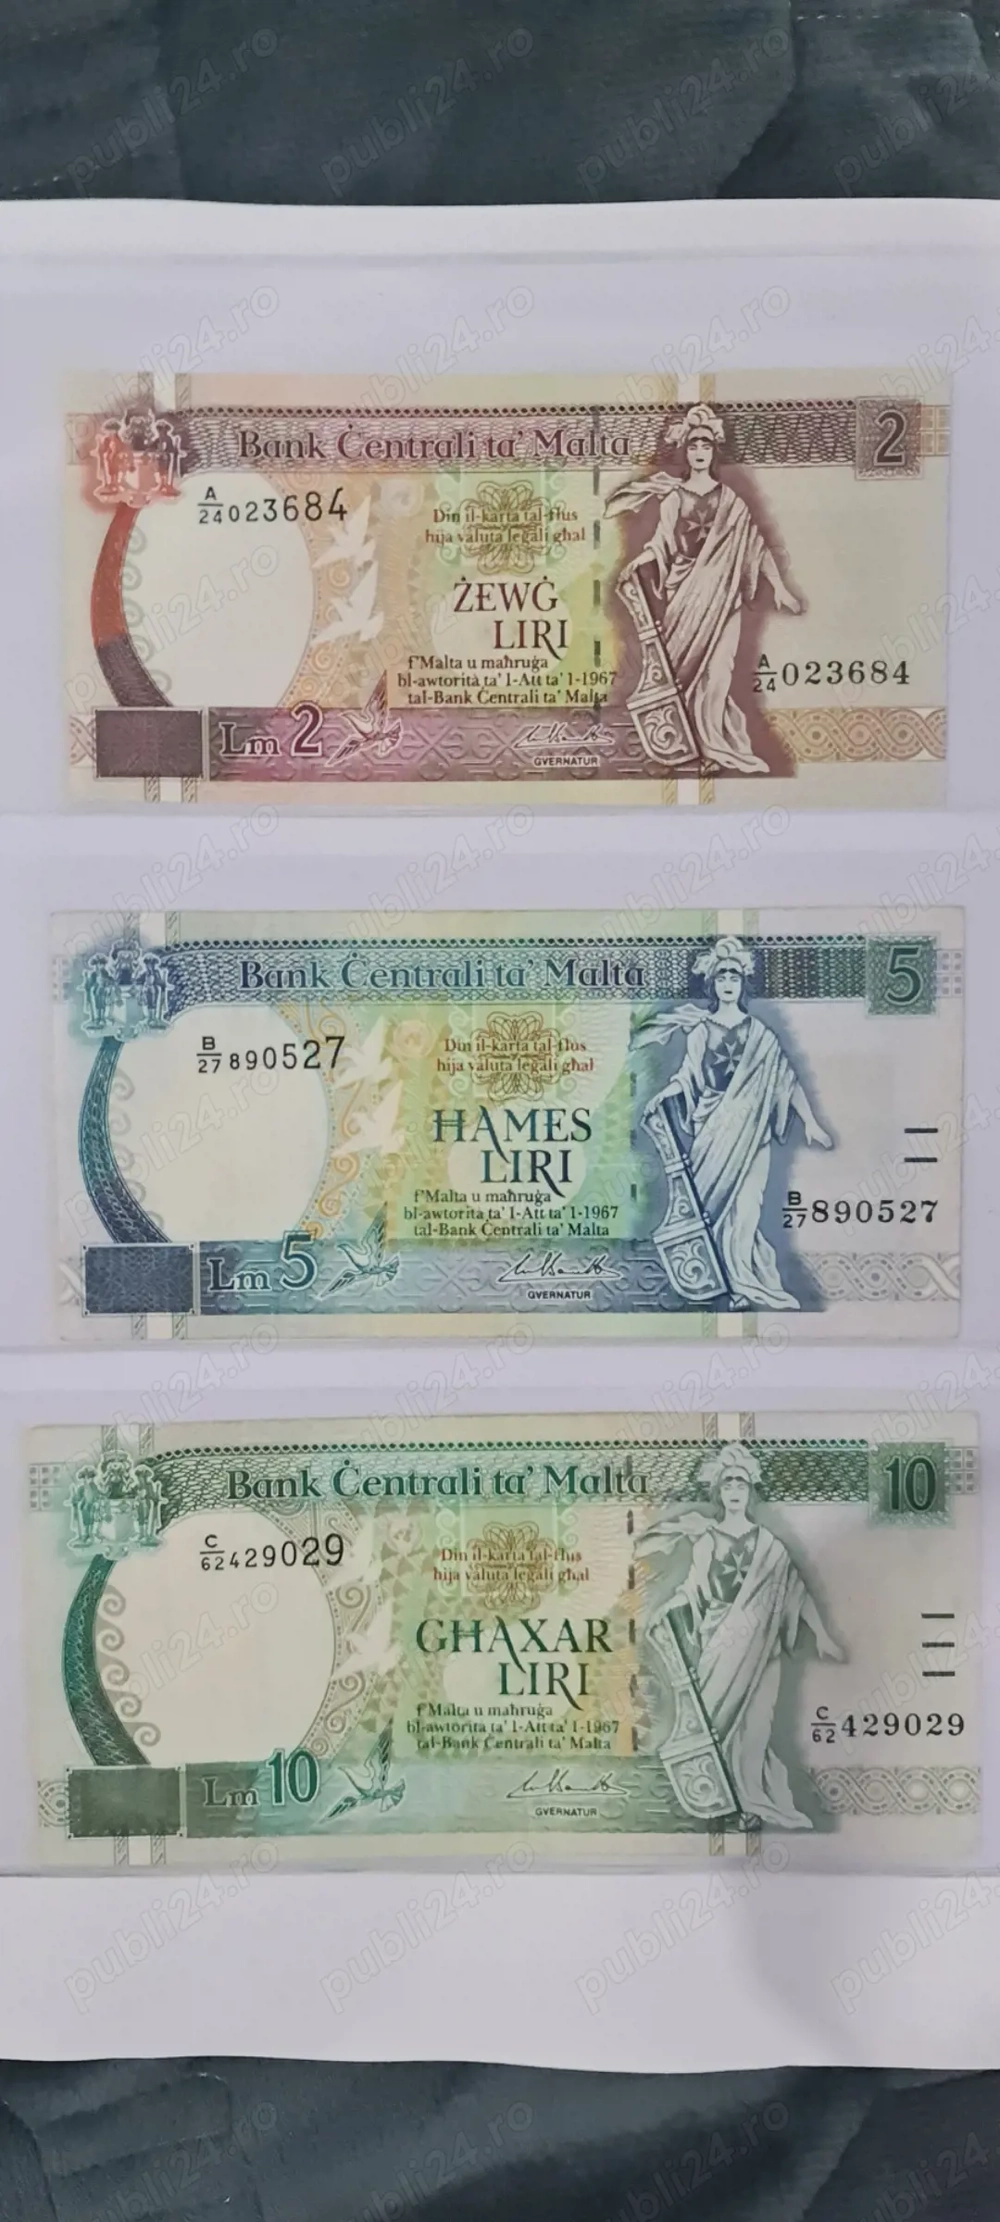 Bank Ċentrali ta' Malta
2
A/24 023684
Din il-karta tal-flus
hija valuta legali għal
ŻEWĠ
LIRI
f'Malta u maħruġa
bl-awtorità ta' l-Att ta' l-1967
tal-Bank Ċentrali ta' Malta
A/24 023684
Lm 2
GVERNATUR
Bank Ċentrali ta' Malta
5
B/27 890527
Din il-karta tal-flus
hija valuta legali għal
ĦAMES
LIRI
f'Malta u maħruġa
bl-awtorità ta' l-Att ta' l-1967
tal-Bank Ċentrali ta' Malta
B/27 890527
Lm 5
GVERNATUR
Bank Ċentrali ta' Malta
10
C/62 429029
Din il-karta tal-flus
hija valuta legali għal
GĦAXAR
LIRI
f'Malta u maħruġa
bl-awtorità ta' l-Att ta' l-1967
tal-Bank Ċentrali ta' Malta
C/62 429029
Lm 10
GVERNATUR
publi24.ro